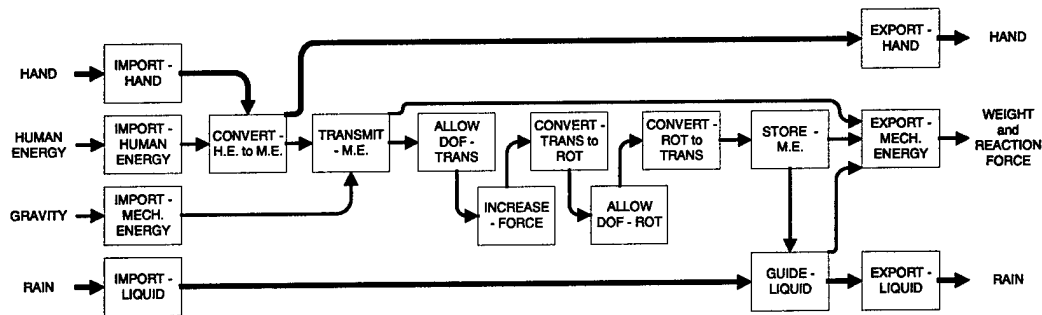 EXPORT -
HAND
HAND
HAND
IMPORT -
HAND
HUMAN
ENERGY
IMPORT -
HUMAN
ENERGY
CONVERT -
H.E. to M.E.
TRANSMIT
- M.E.
ALLOW
DOF -
TRANS
CONVERT -
TRANS to
ROT
CONVERT -
ROT to
TRANS
STORE -
M.E.
EXPORT -
MECH.
ENERGY
WEIGHT
and
REACTION
FORCE
GRAVITY
IMPORT -
MECH.
ENERGY
INCREASE
- FORCE
ALLOW
DOF - ROT
RAIN
IMPORT -
LIQUID
GUIDE -
LIQUID
EXPORT -
LIQUID
RAIN